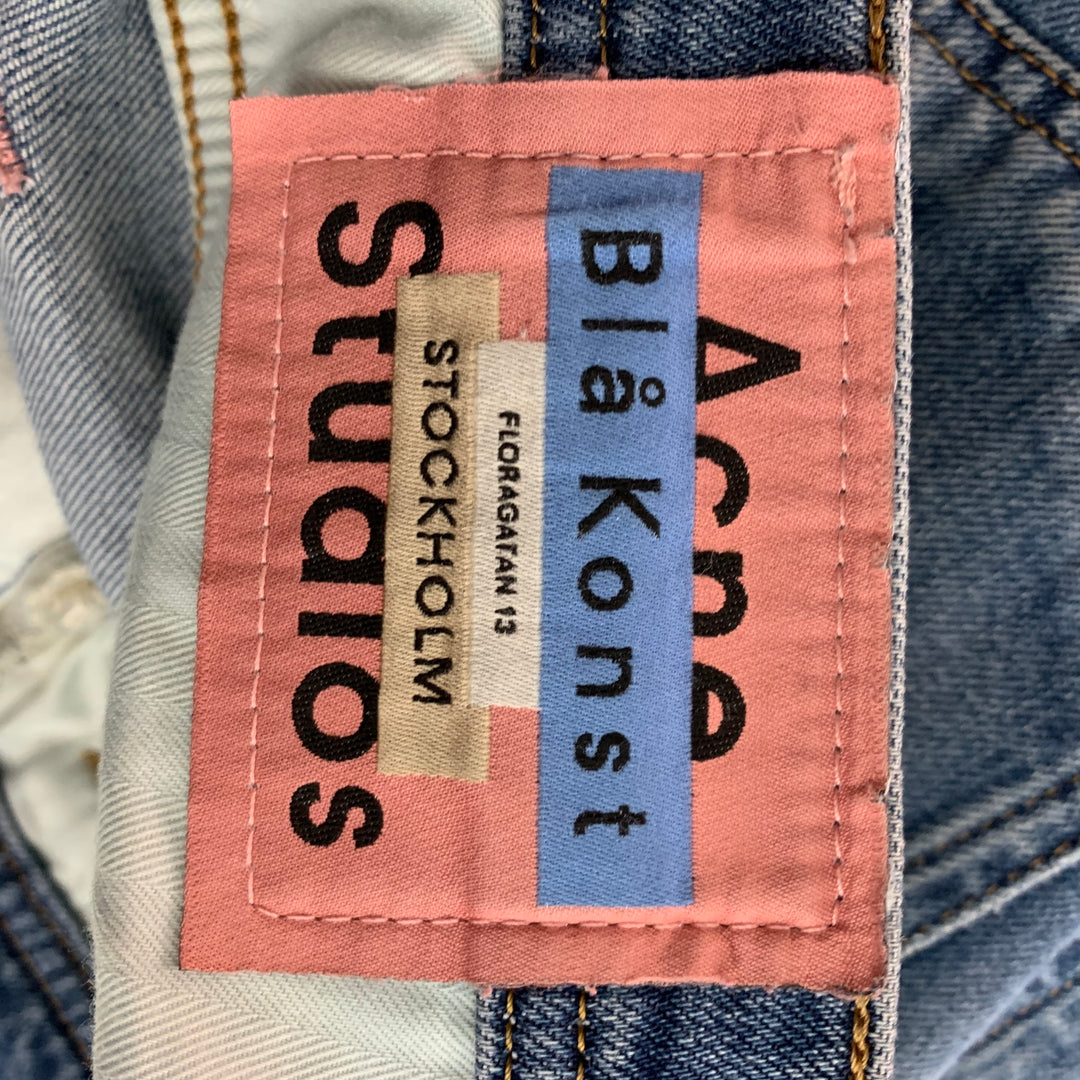 Acne
Blå Konst
FLORAGATAN 13
STOCKHOLM
Studios